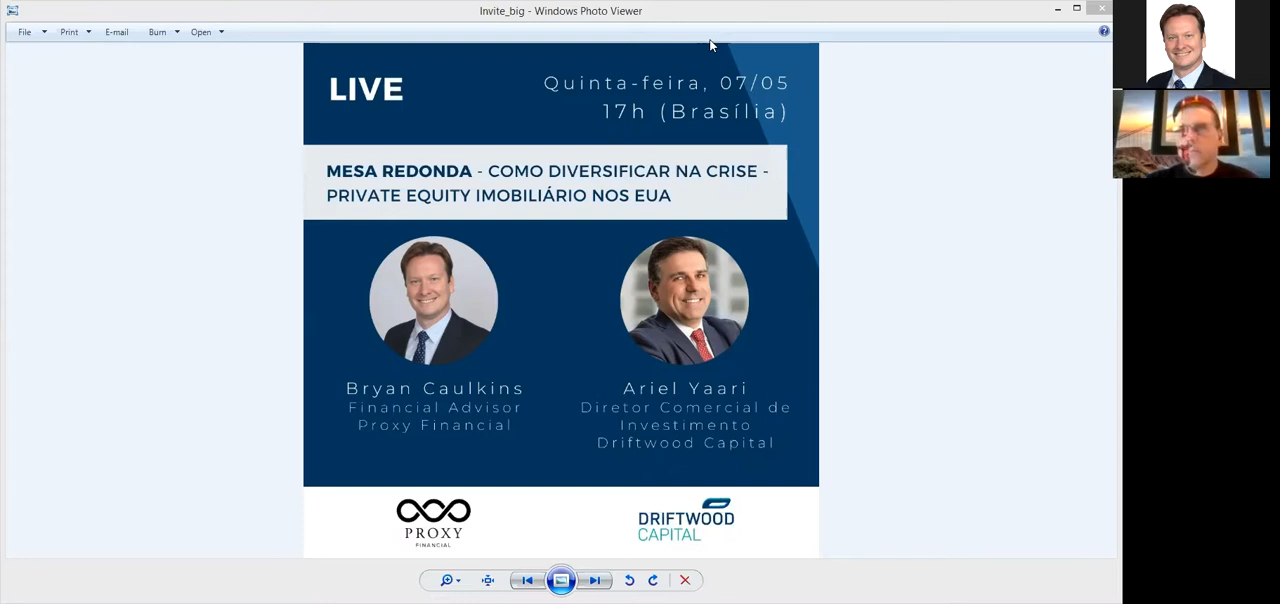 Invite_big - Windows Photo Viewer
File Print E-mail Burn Open
LIVE
Quinta-feira, 07/05
17h (Brasília)
MESA REDONDA - COMO DIVERSIFICAR NA CRISE -
PRIVATE EQUITY IMOBILIÁRIO NOS EUA
Bryan Caulkins
Financial Advisor
Proxy Financial
Ariel Yaari
Diretor Comercial de
Investimento
Driftwood Capital
PROXY
FINANCIAL
DRIFTWOOD
CAPITAL